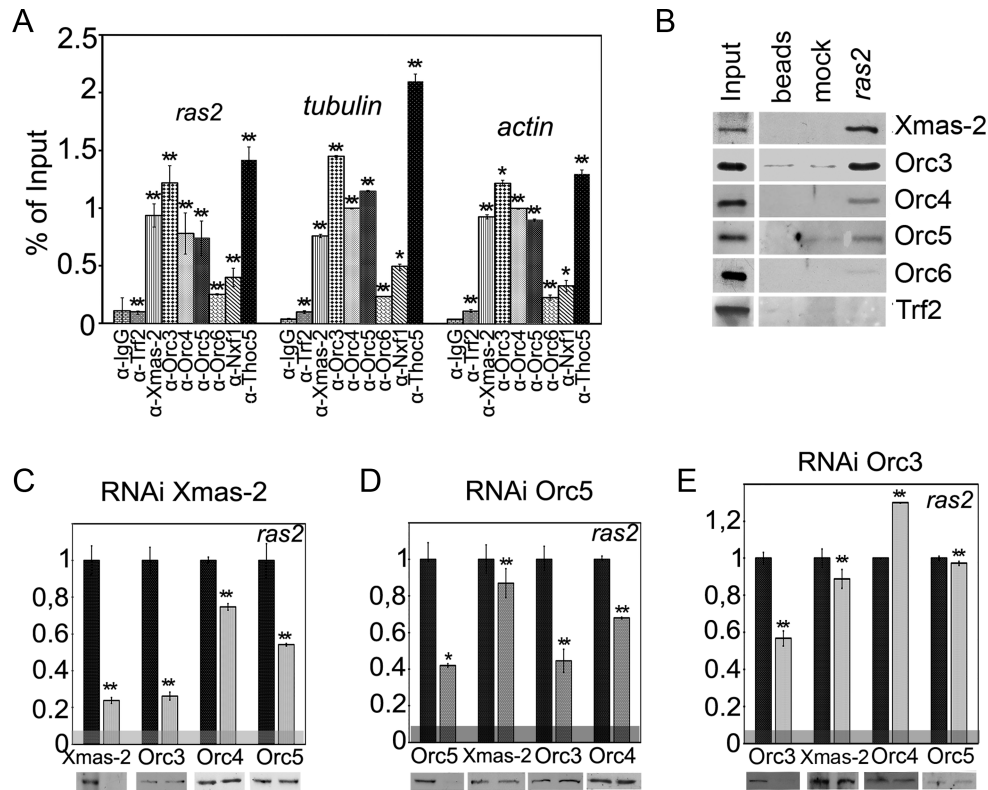 A
2.5
2
1.5
1
0.5
0
% of Input
ras2
tubulin
actin
** ** ** ** ** ** ** **
** ** ** ** ** ** * **
** ** * ** ** ** * **
α-IgG
α-Trf2
α-Xmas-2
α-Orc3
α-Orc4
α-Orc5
α-Orc6
α-Nxf1
α-Thoc5
α-IgG
α-Trf2
α-Xmas-2
α-Orc3
α-Orc4
α-Orc5
α-Orc6
α-Nxf1
α-Thoc5
α-IgG
α-Trf2
α-Xmas-2
α-Orc3
α-Orc4
α-Orc5
α-Orc6
α-Nxf1
α-Thoc5
B
Input
beads
mock
ras2
Xmas-2
Orc3
Orc4
Orc5
Orc6
Trf2
C
RNAi Xmas-2
ras2
1
0,8
0.6
0.4
0.2
0
** ** ** **
Xmas-2 Orc3 Orc4 Orc5
D
RNAi Orc5
ras2
1
0,8
0.6
0.4
0.2
0
* ** ** **
Orc5 Xmas-2 Orc3 Orc4
E
RNAi Orc3
ras2
1,2
1
0,8
0.6
0.4
0.2
0
** ** ** **
Orc3 Xmas-2 Orc4 Orc5